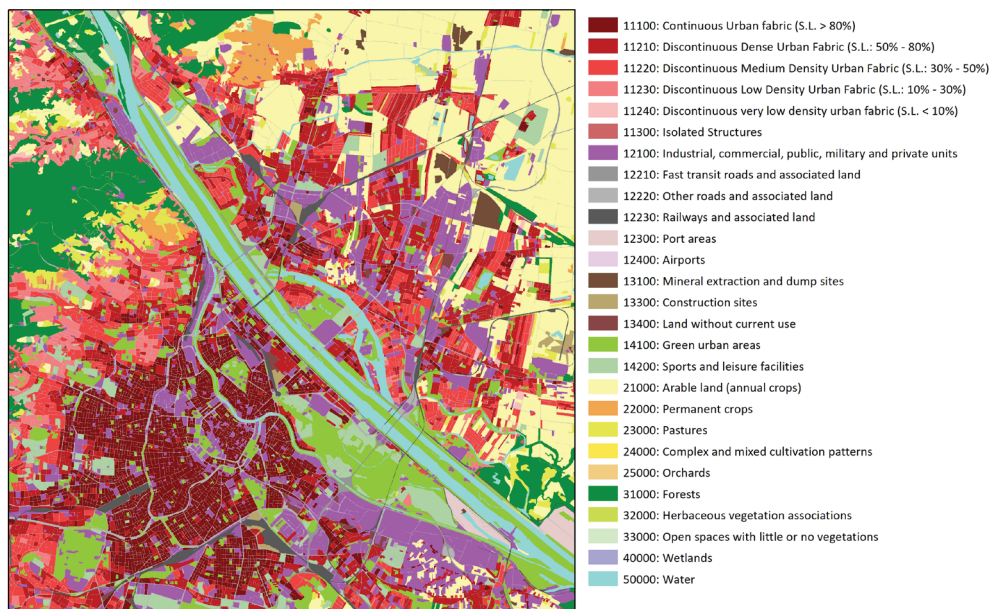 11100: Continuous Urban fabric (S.L. > 80%)
11210: Discontinuous Dense Urban Fabric (S.L.: 50% - 80%)
11220: Discontinuous Medium Density Urban Fabric (S.L.: 30% - 50%)
11230: Discontinuous Low Density Urban Fabric (S.L.: 10% - 30%)
11240: Discontinuous very low density urban fabric (S.L. < 10%)
11300: Isolated Structures
12100: Industrial, commercial, public, military and private units
12210: Fast transit roads and associated land
12220: Other roads and associated land
12230: Railways and associated land
12300: Port areas
12400: Airports
13100: Mineral extraction and dump sites
13300: Construction sites
13400: Land without current use
14100: Green urban areas
14200: Sports and leisure facilities
21000: Arable land (annual crops)
22000: Permanent crops
23000: Pastures
24000: Complex and mixed cultivation patterns
25000: Orchards
31000: Forests
32000: Herbaceous vegetation associations
33000: Open spaces with little or no vegetations
40000: Wetlands
50000: Water